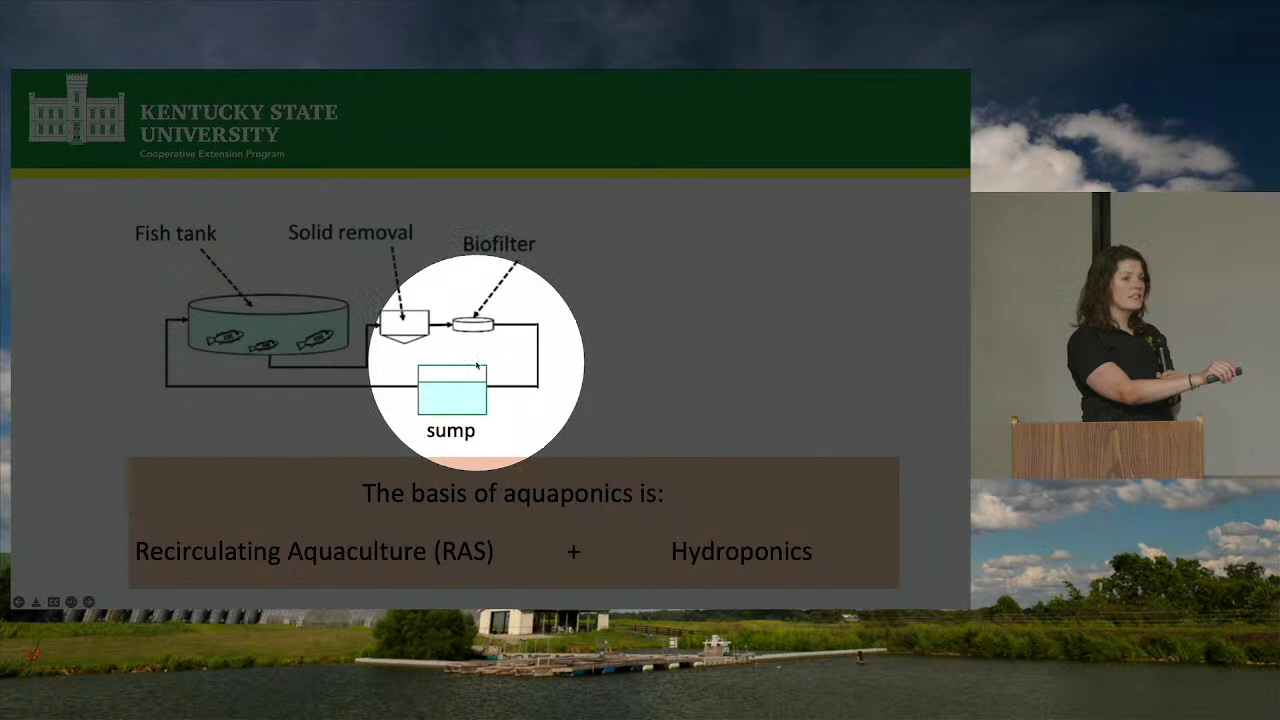 KENTUCKY STATE
UNIVERSITY
Cooperative Extension Program
Fish tank
Solid removal
Biofilter
sump
The basis of aquaponics is:
Recirculating Aquaculture (RAS) + Hydroponics